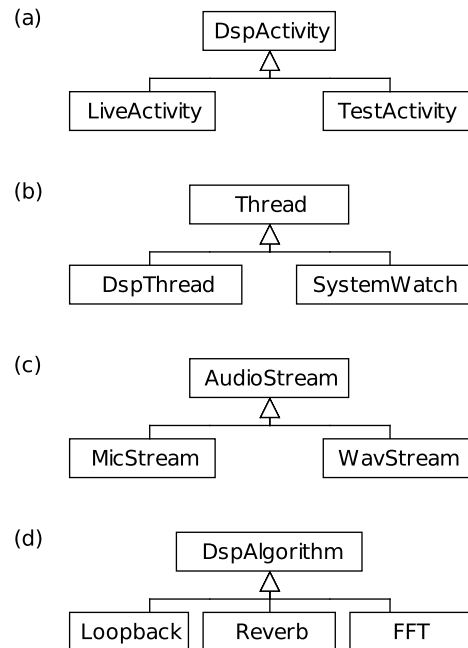 (a)
DspActivity
LiveActivity TestActivity
(b)
Thread
DspThread SystemWatch
(c)
AudioStream
MicStream WavStream
(d)
DspAlgorithm
Loopback Reverb FFT